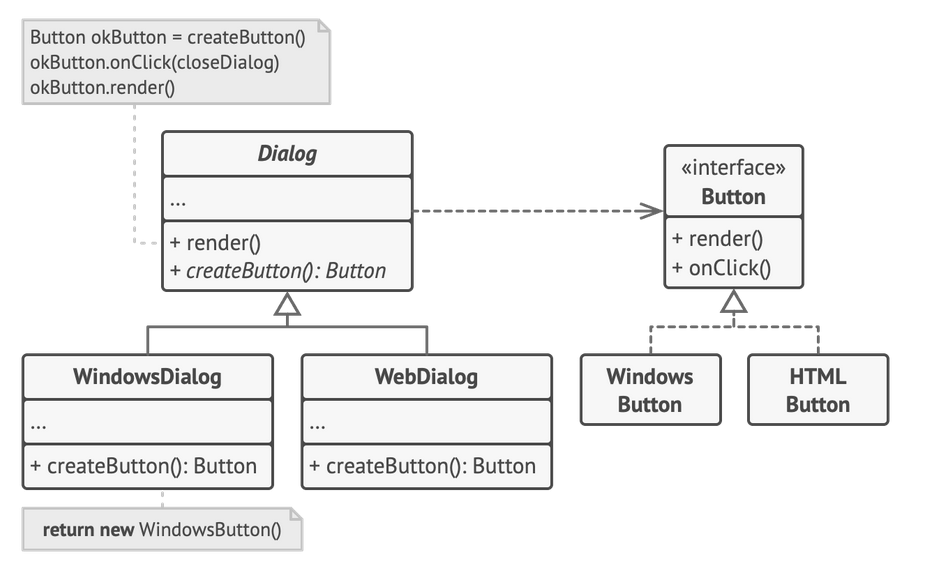 Button okButton = createButton()
okButton.onClick(closeDialog)
okButton.render()
Dialog
...
+ render()
+ createButton(): Button
«interface»
Button
+ render()
+ onClick()
WindowsDialog
...
+ createButton(): Button
WebDialog
...
+ createButton(): Button
Windows
Button
HTML
Button
return new WindowsButton()